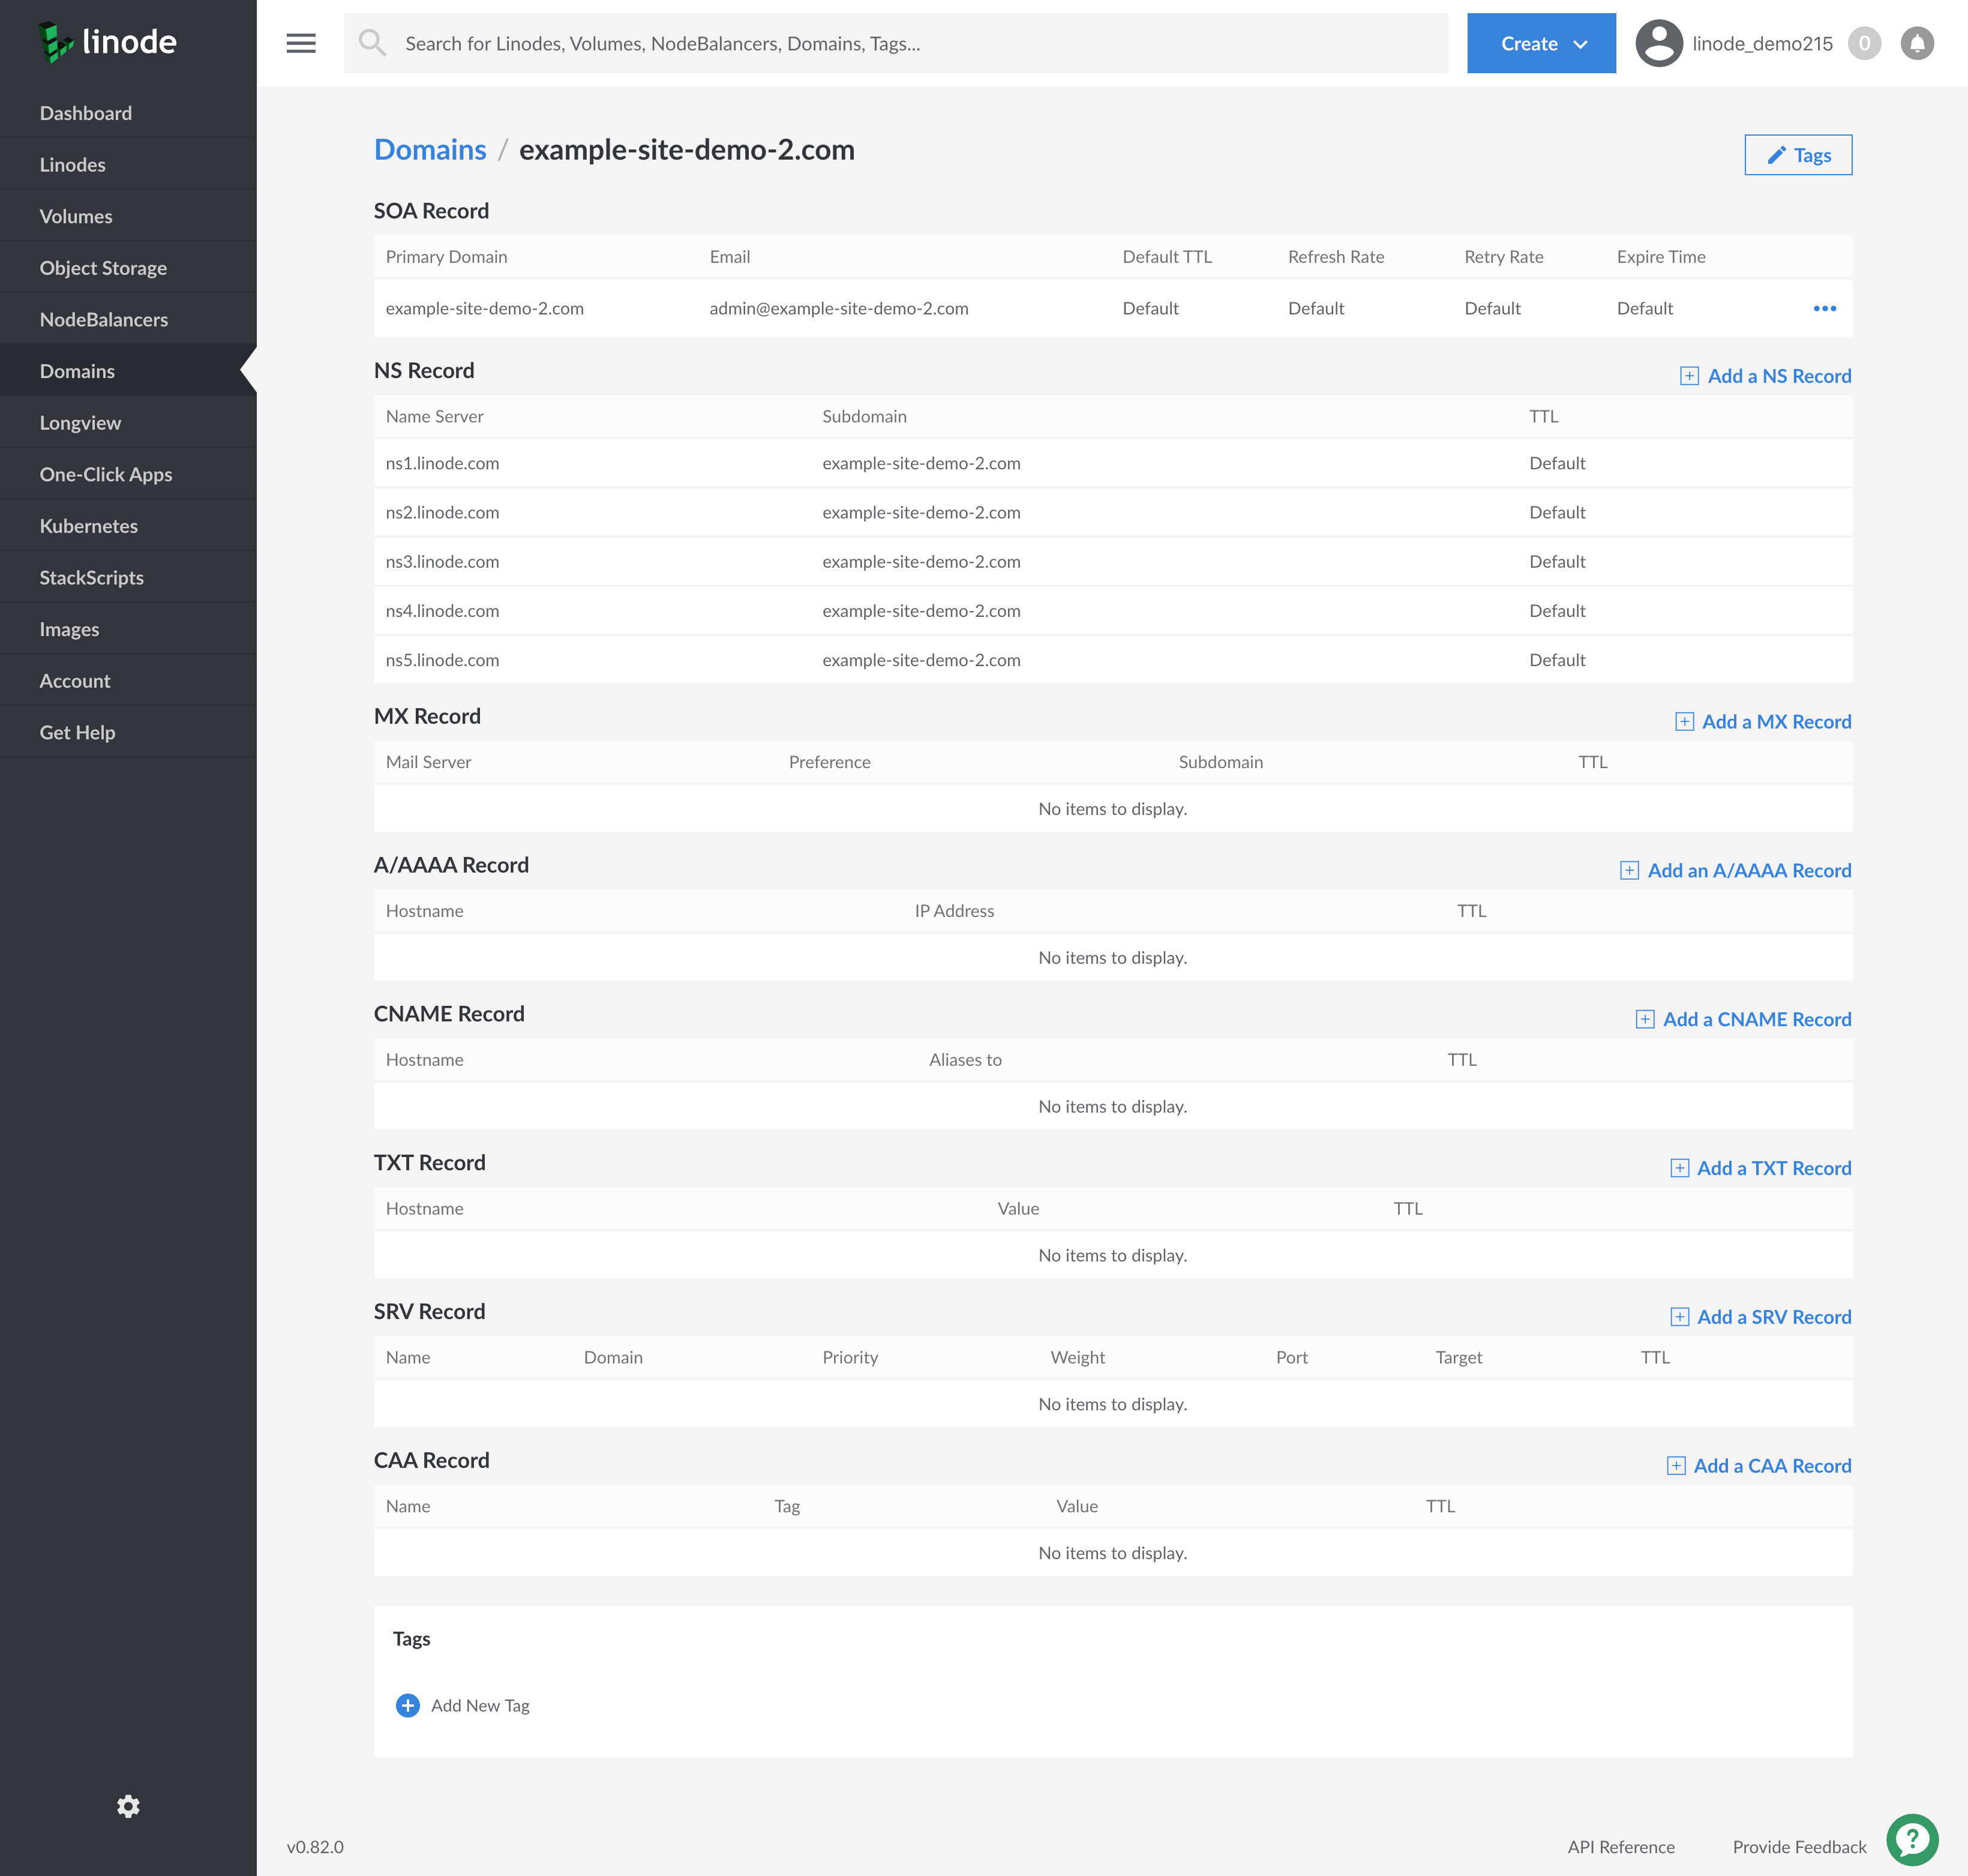 linode
Search for Linodes, Volumes, NodeBalancers, Domains, Tags...
Create
linode_demo215
0
Dashboard
Linodes
Volumes
Object Storage
NodeBalancers
Domains
Longview
One-Click Apps
Kubernetes
StackScripts
Images
Account
Get Help
Domains / example-site-demo-2.com
Tags
SOA Record
Primary Domain Email Default TTL Refresh Rate Retry Rate Expire Time
example-site-demo-2.com admin@example-site-demo-2.com Default Default Default Default
NS Record
Add a NS Record
Name Server Subdomain TTL
ns1.linode.com example-site-demo-2.com Default
ns2.linode.com example-site-demo-2.com Default
ns3.linode.com example-site-demo-2.com Default
ns4.linode.com example-site-demo-2.com Default
ns5.linode.com example-site-demo-2.com Default
MX Record
Add a MX Record
Mail Server Preference Subdomain TTL
No items to display.
A/AAAA Record
Add an A/AAAA Record
Hostname IP Address TTL
No items to display.
CNAME Record
Add a CNAME Record
Hostname Aliases to TTL
No items to display.
TXT Record
Add a TXT Record
Hostname Value TTL
No items to display.
SRV Record
Add a SRV Record
Name Domain Priority Weight Port Target TTL
No items to display.
CAA Record
Add a CAA Record
Name Tag Value TTL
No items to display.
Tags
Add New Tag
v0.82.0
API Reference
Provide Feedback